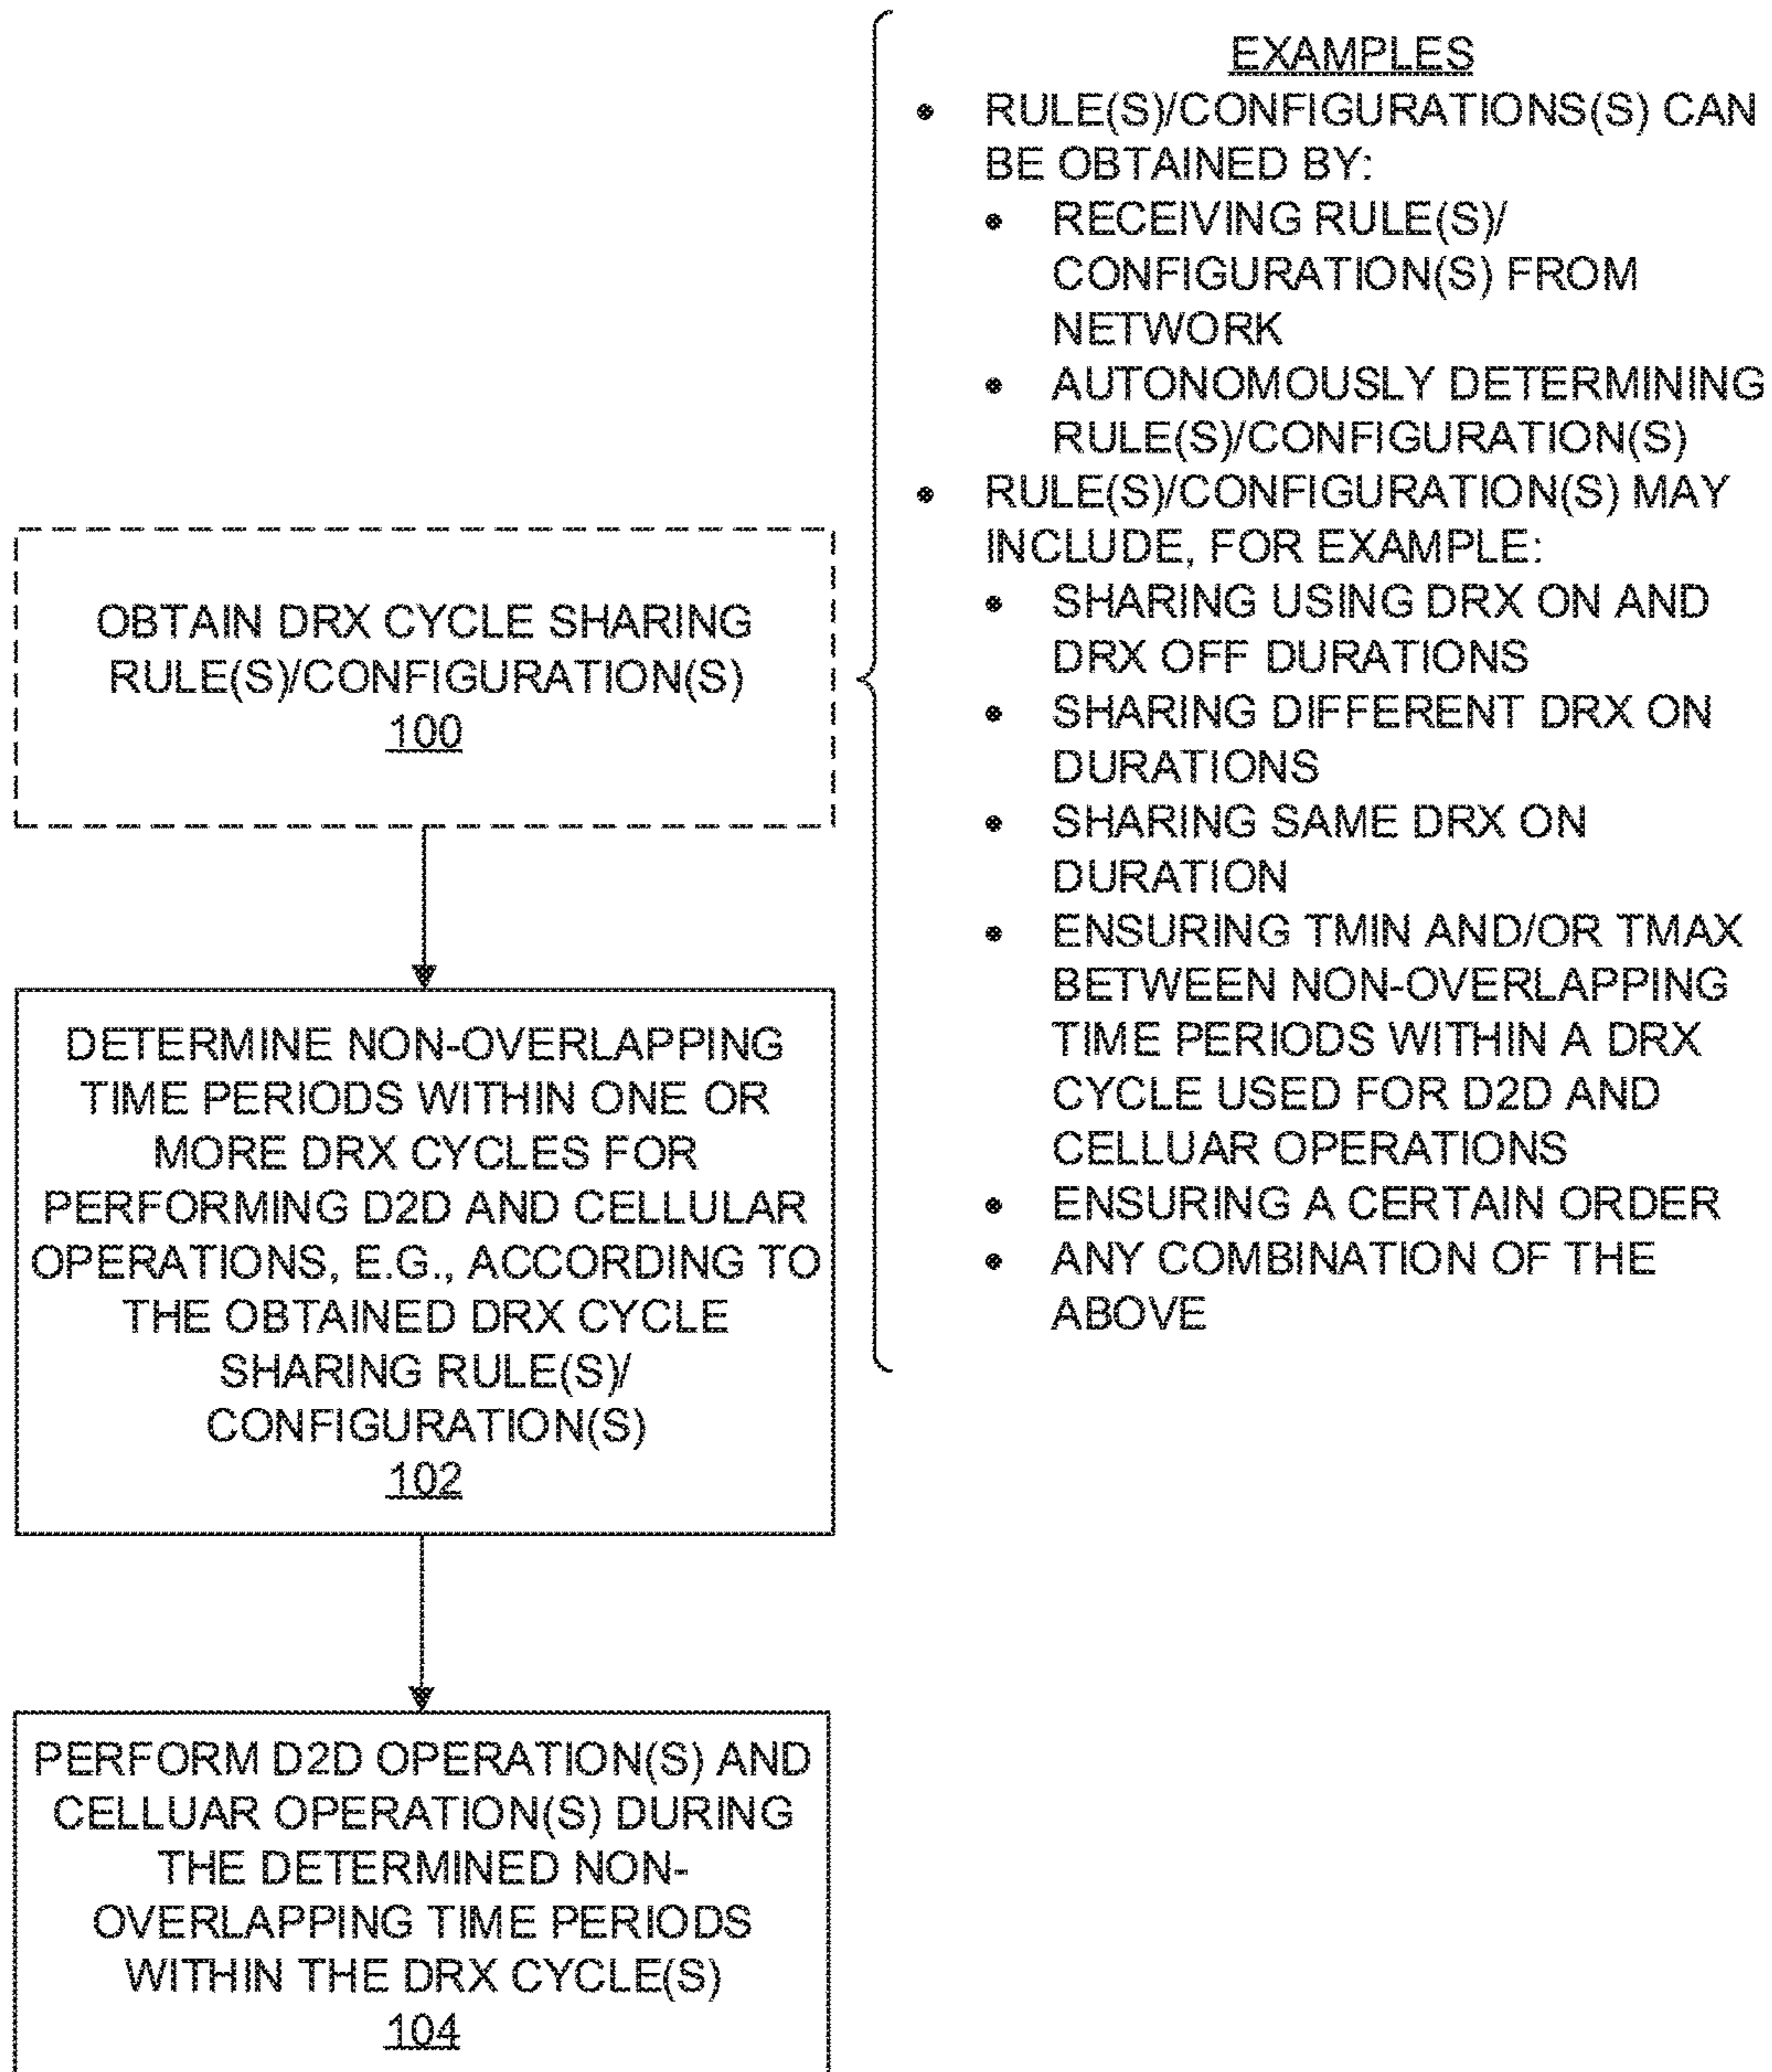 OBTAIN DRX CYCLE SHARING
RULE(S)/CONFIGURATION(S)
100
DETERMINE NON-OVERLAPPING
TIME PERIODS WITHIN ONE OR
MORE DRX CYCLES FOR
PERFORMING D2D AND CELLULAR
OPERATIONS, E.G., ACCORDING TO
THE OBTAINED DRX CYCLE
SHARING RULE(S)/
CONFIGURATION(S)
102
PERFORM D2D OPERATION(S) AND
CELLUAR OPERATION(S) DURING
THE DETERMINED NON-
OVERLAPPING TIME PERIODS
WITHIN THE DRX CYCLE(S)
104
EXAMPLES
• RULE(S)/CONFIGURATIONS(S) CAN
BE OBTAINED BY:
• RECEIVING RULE(S)/
CONFIGURATION(S) FROM
NETWORK
• AUTONOMOUSLY DETERMINING
RULE(S)/CONFIGURATION(S)
• RULE(S)/CONFIGURATION(S) MAY
INCLUDE, FOR EXAMPLE:
• SHARING USING DRX ON AND
DRX OFF DURATIONS
• SHARING DIFFERENT DRX ON
DURATIONS
• SHARING SAME DRX ON
DURATION
• ENSURING TMIN AND/OR TMAX
BETWEEN NON-OVERLAPPING
TIME PERIODS WITHIN A DRX
CYCLE USED FOR D2D AND
CELLUAR OPERATIONS
• ENSURING A CERTAIN ORDER
• ANY COMBINATION OF THE
ABOVE